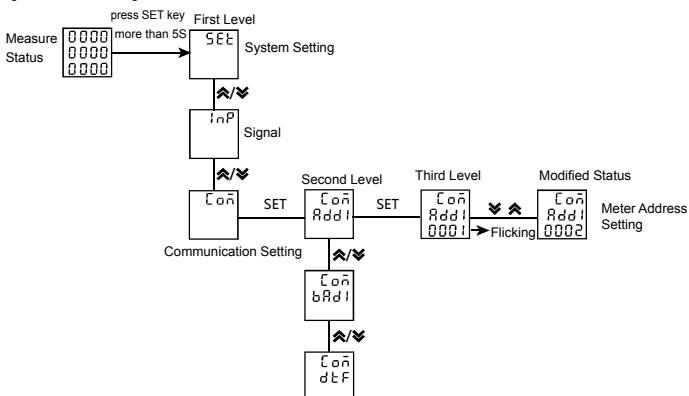 press SET key
more than 5S
First Level
Measure
Status
0000
0000
0000
SEt
System Setting
InP
Signal
Con
Communication Setting
SET
Second Level
Con
Add1
SET
Third Level
Con
Add1
0001
Flicking
Modified Status
Con
Add1
0002
Meter Address
Setting
Con
bAd1
Con
dtF